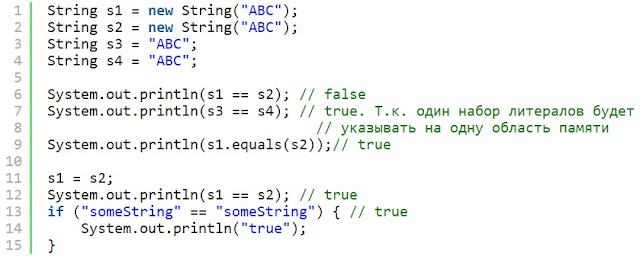 1 String s1 = new String("ABC");
2 String s2 = new String("ABC");
3 String s3 = "ABC";
4 String s4 = "ABC";
5
6 System.out.println(s1 == s2); // false
7 System.out.println(s3 == s4); // true. Т.к. один набор литералов будет
8 // указывать на одну область памяти
9 System.out.println(s1.equals(s2));// true
10
11 s1 = s2;
12 System.out.println(s1 == s2); // true
13 if ("someString" == "someString") { // true
14 System.out.println("true");
15 }